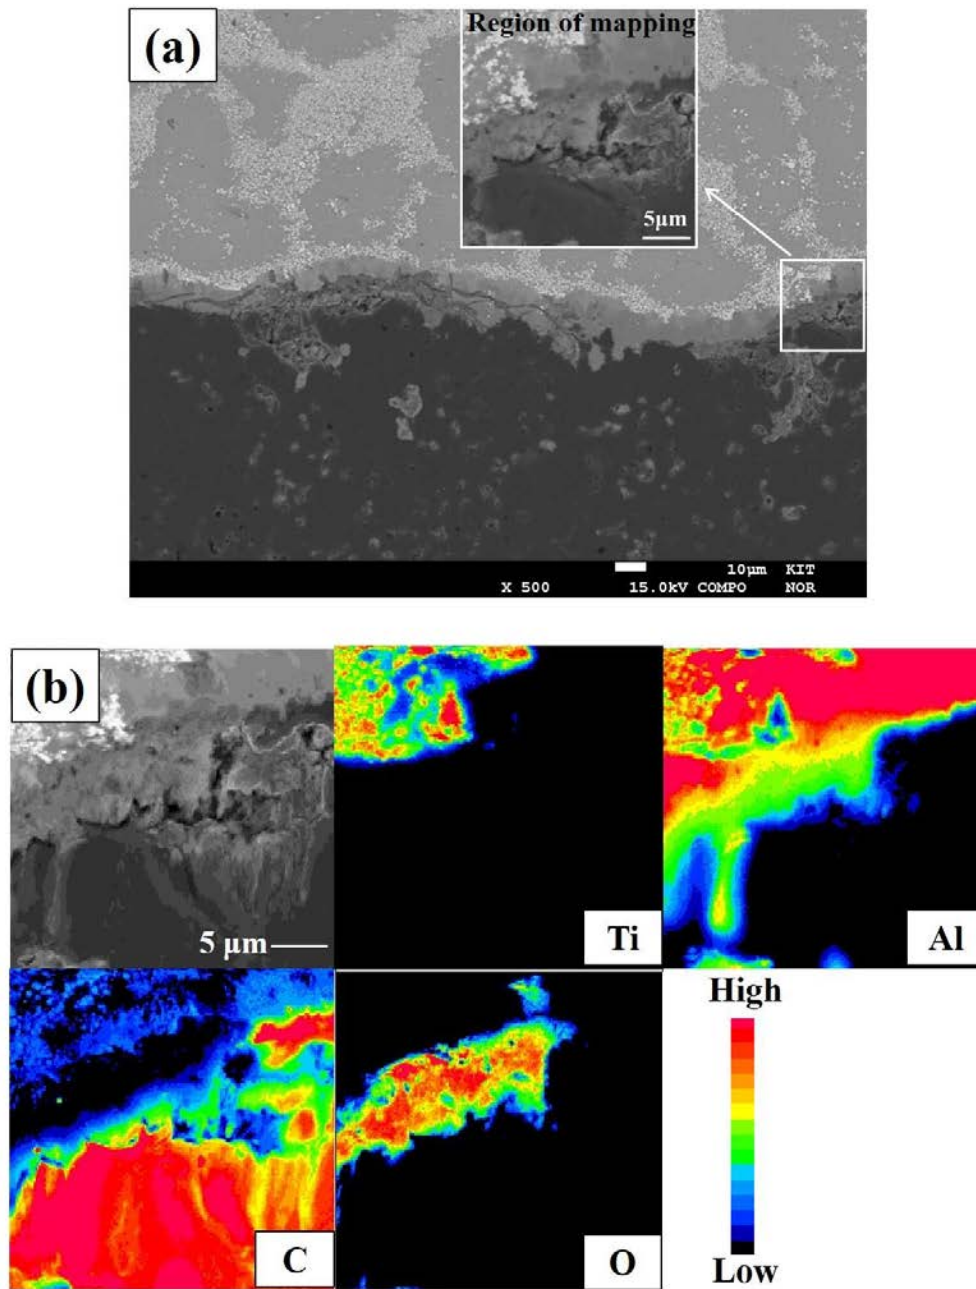 (a)
Region of mapping
5μm
10μm KIT
X 500 15.0kV COMPO NOR
(b)
5 μm
Ti
Al
C
O
High
Low